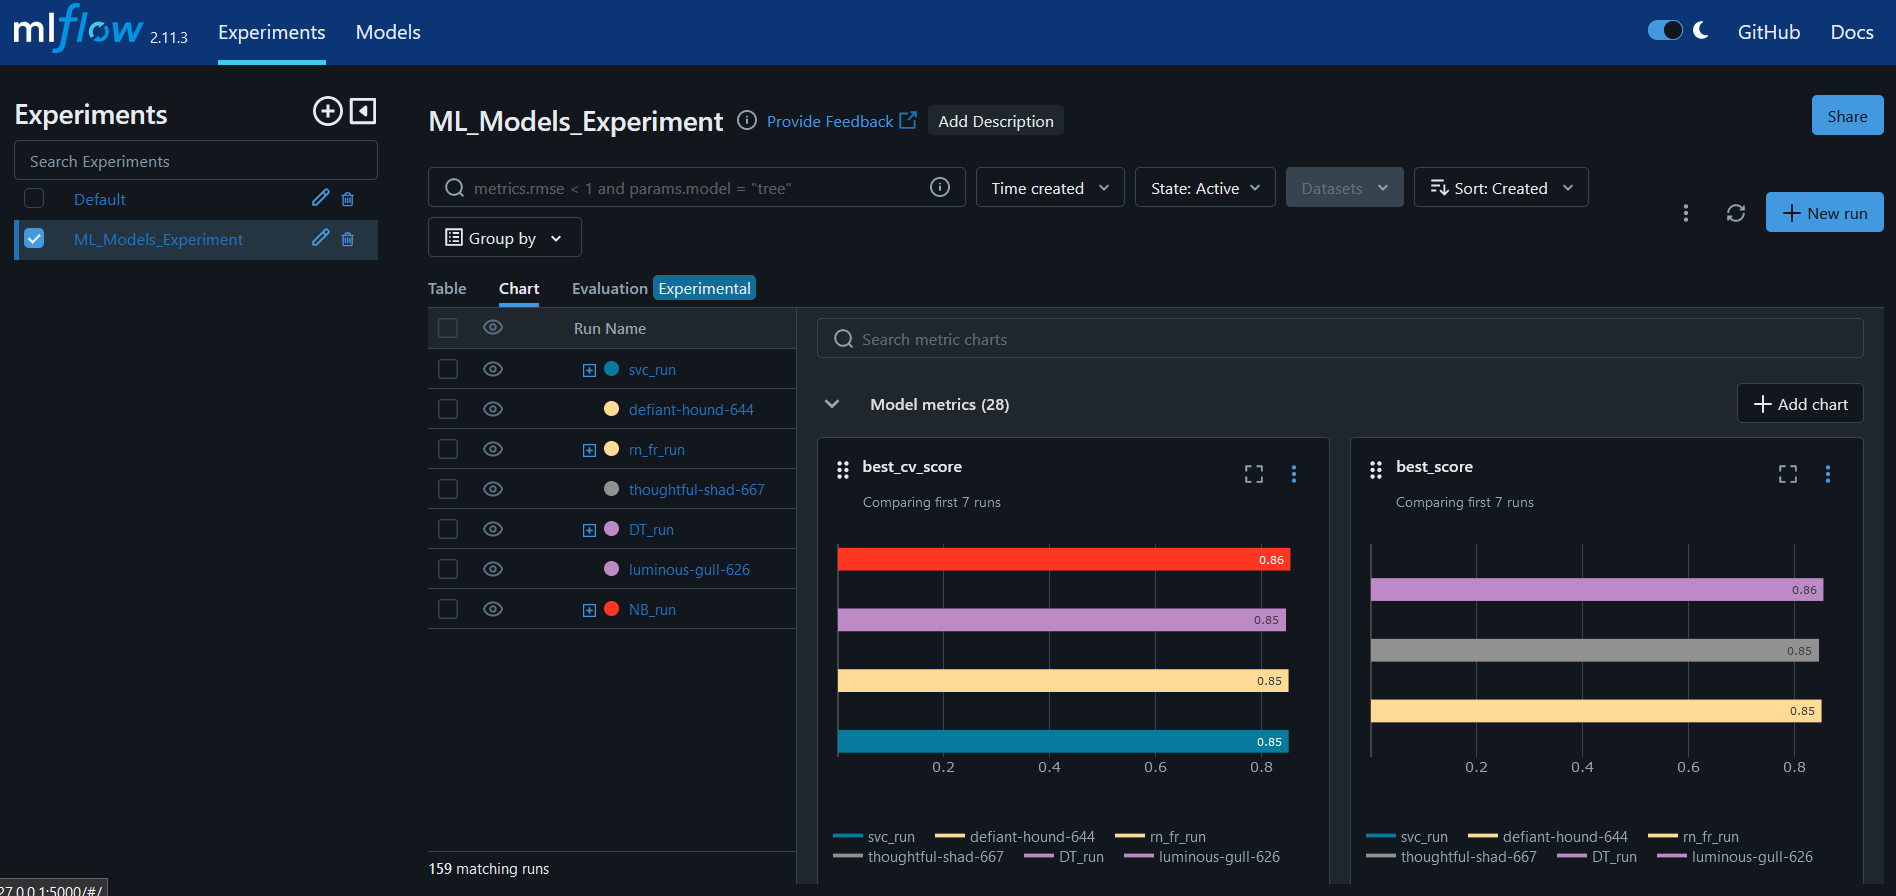 mlflow 2.11.3 Experiments Models GitHub Docs
Experiments
Search Experiments
Default
ML_Models_Experiment
ML_Models_Experiment Provide Feedback Add Description Share
metrics.rmse < 1 and params.model = "tree" Time created State: Active Datasets Sort: Created
New run
Group by
Table Chart Evaluation Experimental
Run Name
svc_run
defiant-hound-644
rn_fr_run
thoughtful-shad-667
DT_run
luminous-gull-626
NB_run
159 matching runs
Search metric charts
Model metrics (28) Add chart
best_cv_score
Comparing first 7 runs
0.86
0.85
0.85
0.85
0.2 0.4 0.6 0.8
svc_run defiant-hound-644 rn_fr_run
thoughtful-shad-667 DT_run luminous-gull-626
best_score
Comparing first 7 runs
0.86
0.85
0.85
0.2 0.4 0.6 0.8
svc_run defiant-hound-644 rn_fr_run
thoughtful-shad-667 DT_run luminous-gull-626
27.0.0.1:5000/#/